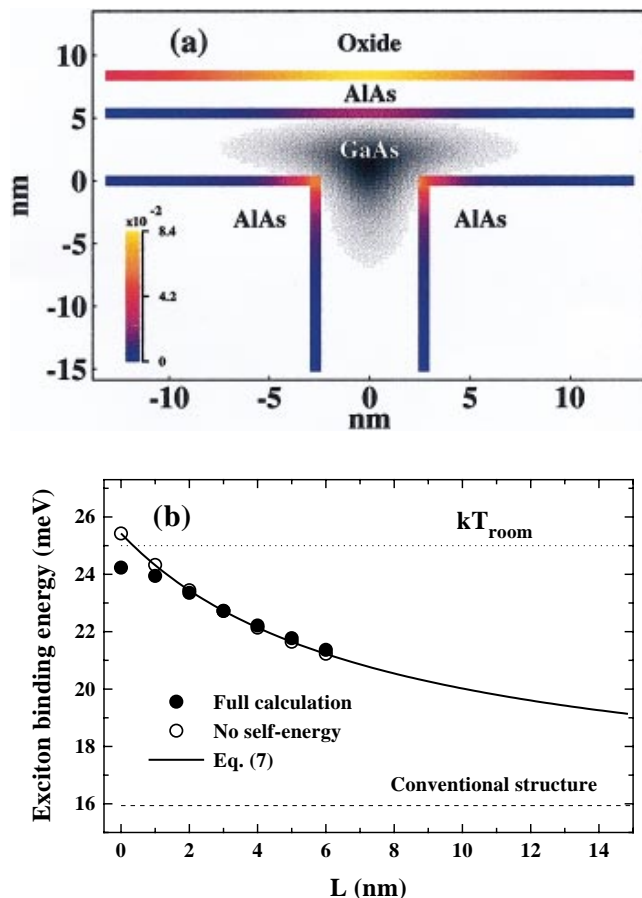 (a)
Oxide
AlAs
GaAs
AlAs
AlAs
x10
-2
8.4
4.2
0
nm
10
5
0
-5
-10
-15
-10
-5
0
5
10
nm
(b)
kT_room
Exciton binding energy (meV)
26
24
22
20
18
16
Full calculation
No self-energy
Eq. (7)
Conventional structure
0
2
4
6
8
10
12
14
L (nm)